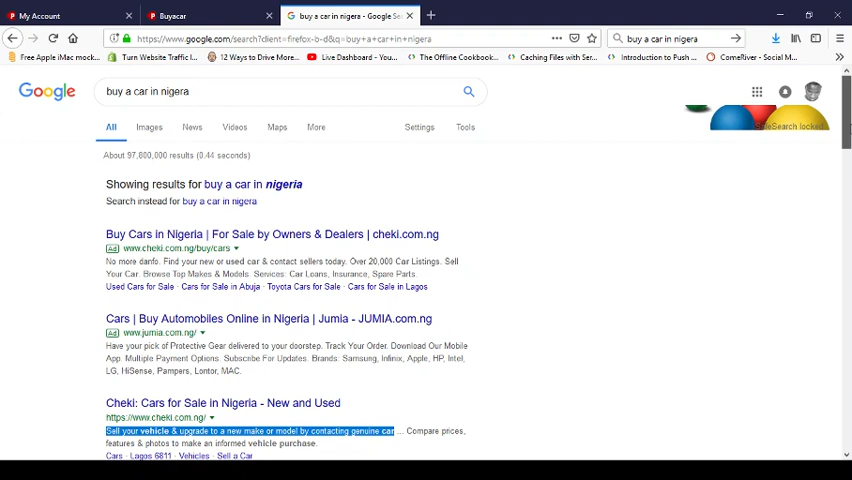 My Account
Buyacar
buy a car in nigera - Google Se
https://www.google.com/search?client=firefox-b-d&q=buy+a+car+in+nigera
buy a car in nigera
Free Apple iMac mock...
Turn Website Traffic I...
12 Ways to Drive More...
Live Dashboard - You...
The Offline Cookbook...
Caching Files with Ser...
Introduction to Push ...
ComeRiver - Social M...
Google
buy a car in nigera
SafeSearch locked
All Images News Videos Maps More Settings Tools
About 97,800,000 results (0.44 seconds)
Showing results for buy a car in nigeria
Search instead for buy a car in nigera
Buy Cars in Nigeria | For Sale by Owners & Dealers | cheki.com.ng
Ad www.cheki.com.ng/buy/cars
No more danfo. Find your new or used car & contact sellers today. Over 20,000 Car Listings. Sell
Your Car. Browse Top Makes & Models. Services: Car Loans, Insurance, Spare Parts.
Used Cars for Sale · Cars for Sale in Abuja · Toyota Cars for Sale · Cars for Sale in Lagos
Cars | Buy Automobiles Online in Nigeria | Jumia - JUMIA.com.ng
Ad www.jumia.com.ng/
Have your pick of Protective Gear delivered to your doorstep. Track Your Order. Download Our Mobile
App. Multiple Payment Options. Subscribe For Updates. Brands: Samsung, Infinix, Apple, HP, Intel,
LG, HiSense, Pampers, Lontor, MAC.
Cheki: Cars for Sale in Nigeria - New and Used
https://www.cheki.com.ng/
Sell your vehicle & upgrade to a new make or model by contacting genuine car ... Compare prices,
features & photos to make an informed vehicle purchase.
Cars · Lagos 6811 · Vehicles · Sell a Car